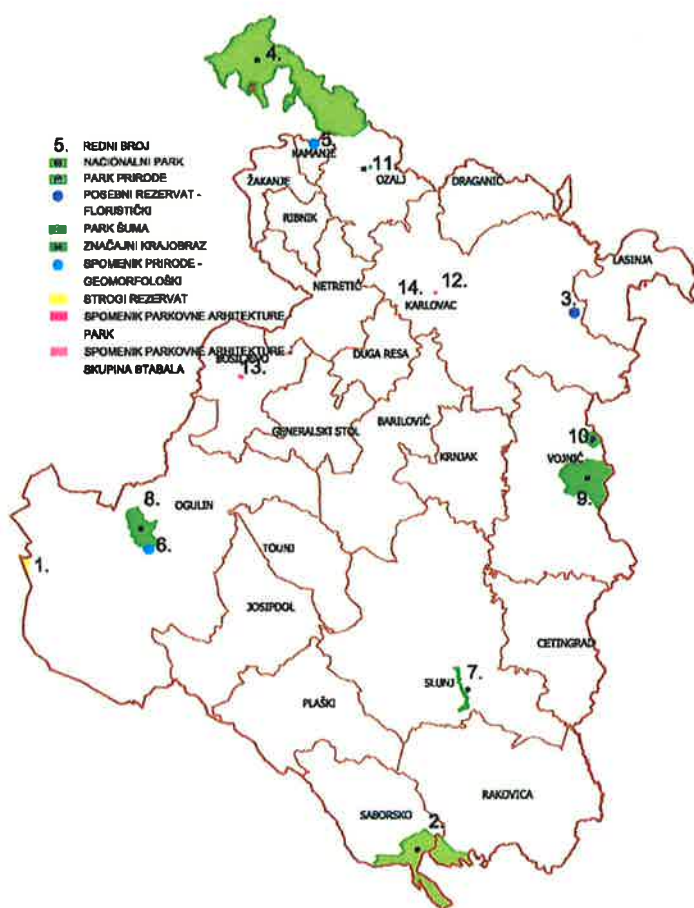 4.
5. REDNI BROJ
NACIONALNI PARK
PARK PRIRODE
POSEBNI REZERVAT -
FLORISTIČKI
PARK ŠUMA
ZNAČAJNI KRAJOBRAZ
SPOMENIK PRIRODE -
GEOMORFOLOŠKI
STROGI REZERVAT
SPOMENIK PARKOVNE ARHITEKTURE -
PARK
SPOMENIK PARKOVNE ARHITEKTURE -
SKUPINA STABALA
5.
KAMANJE
11.
OZALJ
ŽAKANJE
DRAGANIĆ
RIBNIK
LASINJA
NETRETIĆ
14.
12.
KARLOVAC
3.
BOSILJEVO
13.
DUGA RESA
GENERALSKI STOL
BARILOVIĆ
KRNJAK
10.
VOJNIĆ
9.
8.
OGULIN
6.
1.
TOUNJ
JOSIPDOL
CETINGRAD
7.
SLUNJ
PLAŠKI
RAKOVICA
SABORSKO
2.